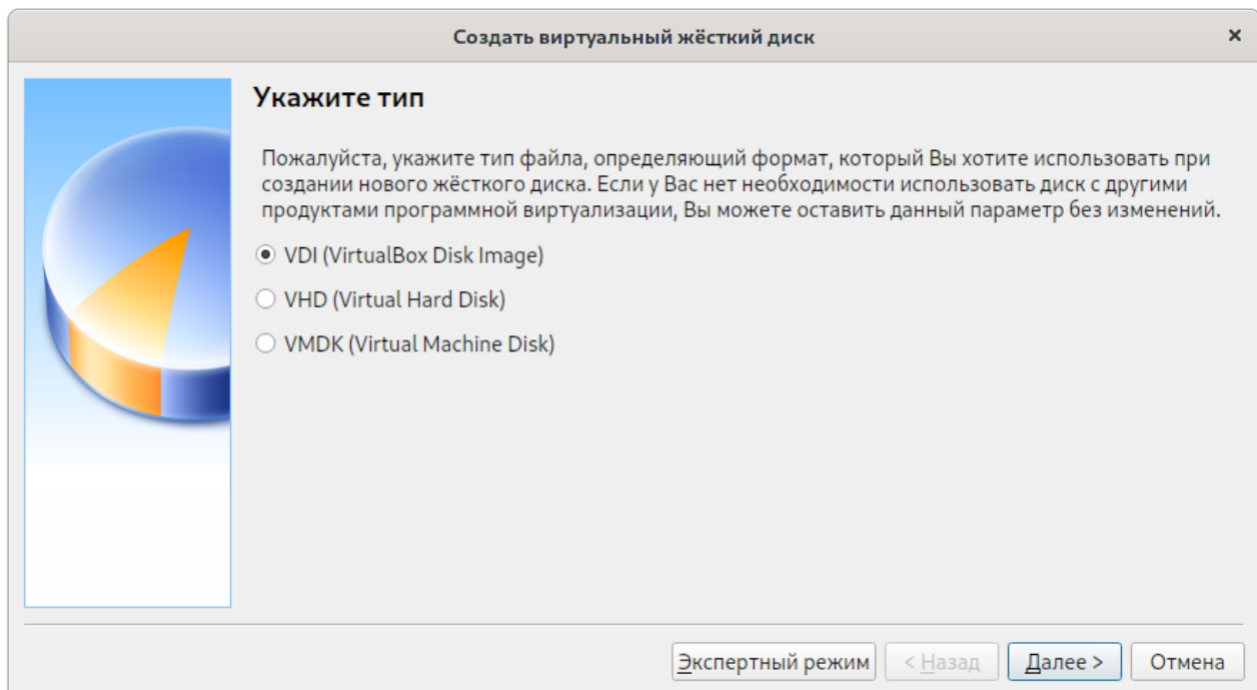 Создать виртуальный жёсткий диск
Укажите тип
Пожалуйста, укажите тип файла, определяющий формат, который Вы хотите использовать при
создании нового жёсткого диска. Если у Вас нет необходимости использовать диск с другими
продуктами программной виртуализации, Вы можете оставить данный параметр без изменений.
VDI (VirtualBox Disk Image)
VHD (Virtual Hard Disk)
VMDK (Virtual Machine Disk)
Экспертный режим < Назад Далее > Отмена